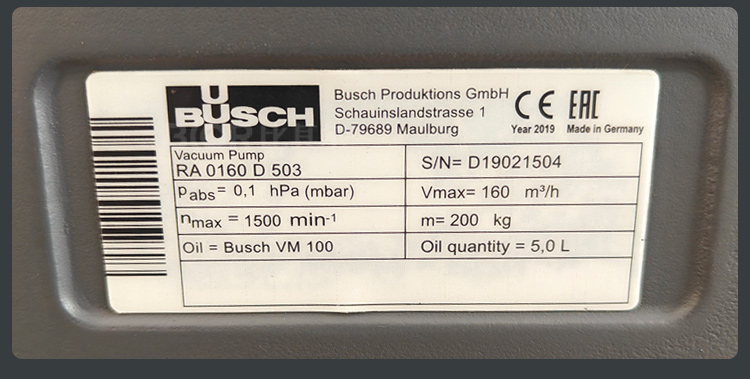 BUSCH
Busch Produktions GmbH
Schauinslandstrasse 1
D-79689 Maulburg
CE EAC
Year 2019 Made in Germany
Vacuum Pump
RA 0160 D 503
S/N= D19021504
Pabs= 0,1 hPa (mbar)
Vmax= 160 m³/h
nmax = 1500 min-1
m= 200 kg
Oil = Busch VM 100
Oil quantity = 5,0 L